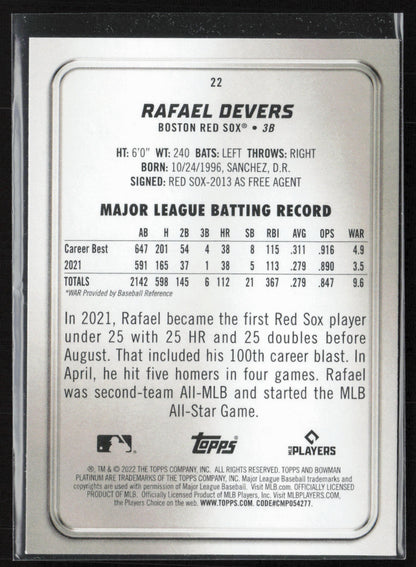 22
RAFAEL DEVERS
BOSTON RED SOX® • 3B
HT: 6'0" WT: 240 BATS: LEFT THROWS: RIGHT
BORN: 10/24/1996, SANCHEZ, D.R.
SIGNED: RED SOX-2013 AS FREE AGENT
MAJOR LEAGUE BATTING RECORD
AB H 2B 3B HR SB RBI AVG OPS WAR
Career Best 647 201 54 4 38 8 115 .311 .916 4.9
2021 591 165 37 1 38 5 113 .279 .890 3.5
TOTALS 2142 598 145 6 112 21 367 .279 .847 9.6
*WAR Provided by Baseball Reference
In 2021, Rafael became the first Red Sox player
under 25 with 25 HR and 25 doubles before
August. That included his 100th career blast. In
April, he hit five homers in four games. Rafael
was second-team All-MLB and started the MLB
All-Star Game.
Topps
MLB PLAYERS
®, TM & © 2022 THE TOPPS COMPANY, INC. ALL RIGHTS RESERVED. TOPPS AND BOWMAN
PLATINUM ARE TRADEMARKS OF THE TOPPS COMPANY, INC. Major League Baseball trademarks and
copyrights are used with permission of Major League Baseball. Visit MLB.com. OFFICIALLY LICENSED
PRODUCT OF MLB. Officially Licensed Product of MLB Players, Inc. Visit MLBPLAYERS.com,
the Players Choice on the web. WWW.TOPPS.COM. CODE#CMP054277.